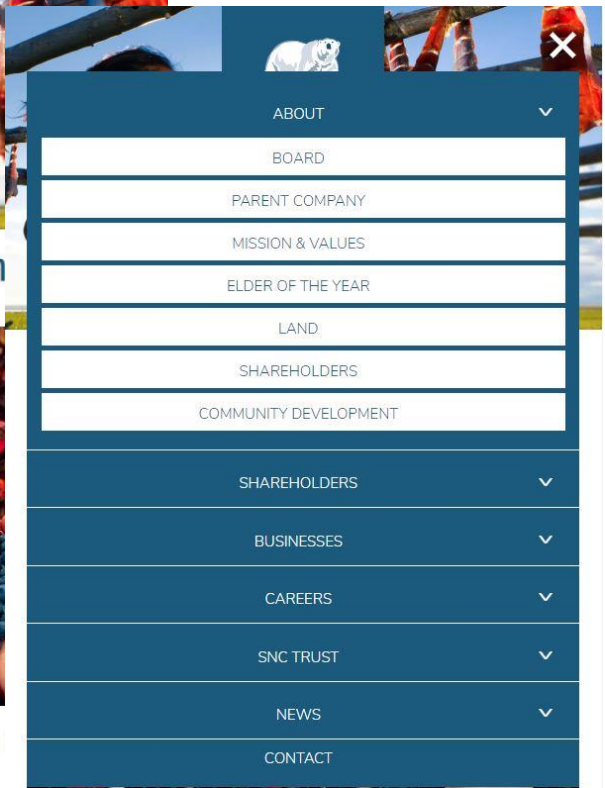 ABOUT
BOARD
PARENT COMPANY
MISSION & VALUES
ELDER OF THE YEAR
LAND
SHAREHOLDERS
COMMUNITY DEVELOPMENT
SHAREHOLDERS
BUSINESSES
CAREERS
SNC TRUST
NEWS
CONTACT